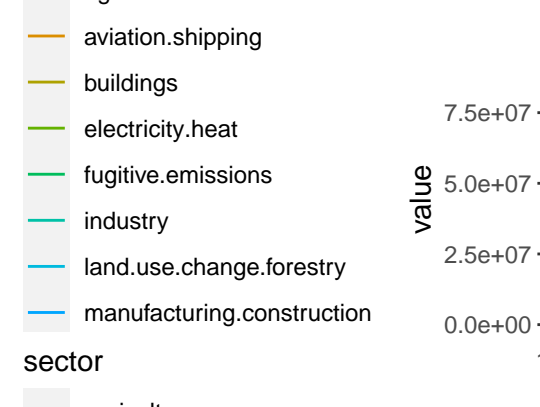 aviation.shipping
buildings
electricity.heat
fugitive.emissions
industry
land.use.change.forestry
manufacturing.construction
sector
value
7.5e+07
5.0e+07
2.5e+07
0.0e+00